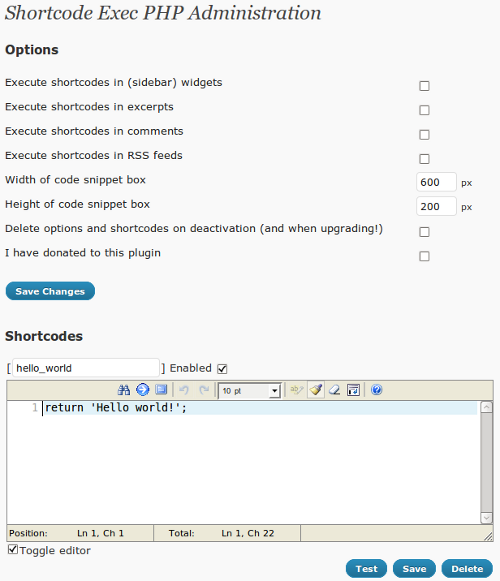 Shortcode Exec PHP Administration
Options
Execute shortcodes in (sidebar) widgets
Execute shortcodes in excerpts
Execute shortcodes in comments
Execute shortcodes in RSS feeds
Width of code snippet box 600 px
Height of code snippet box 200 px
Delete options and shortcodes on deactivation (and when upgrading!)
I have donated to this plugin
Save Changes
Shortcodes
[ hello_world ] Enabled
10 pt
1 return 'Hello world!';
Position: Ln 1, Ch 1 Total: Ln 1, Ch 22
Toggle editor
Test Save Delete